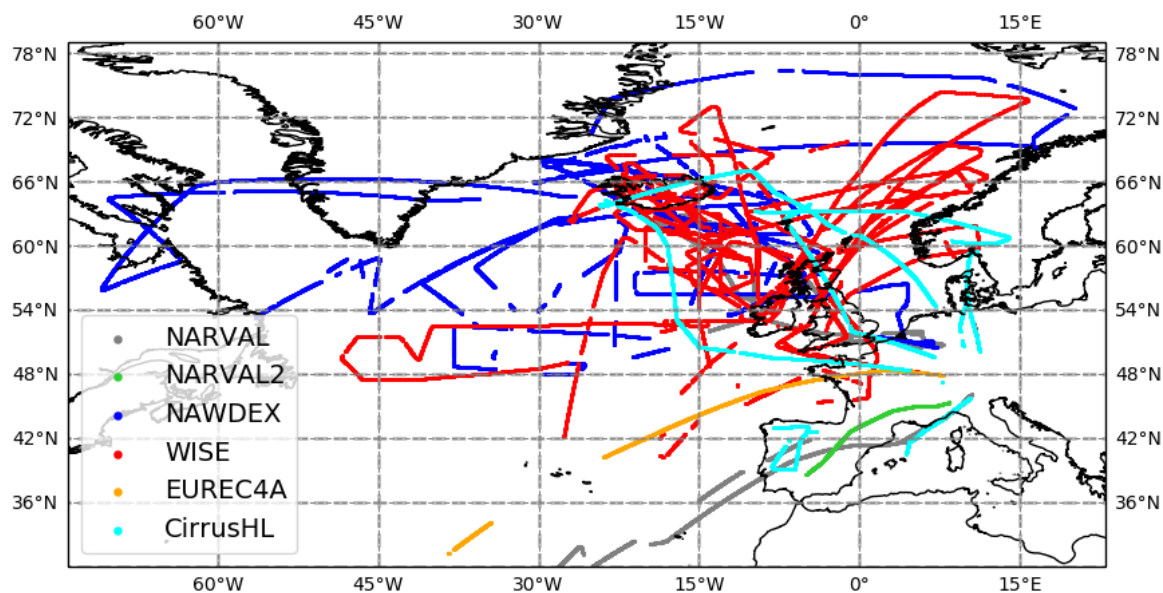 60°W 45°W 30°W 15°W 0° 15°E
78°N 78°N
72°N 72°N
66°N 66°N
60°N 60°N
54°N 54°N
NARVAL
NARVAL2
48°N 48°N
NAWDEX
WISE
42°N 42°N
EUREC4A
36°N 36°N
CirrusHL
60°W 45°W 30°W 15°W 0° 15°E